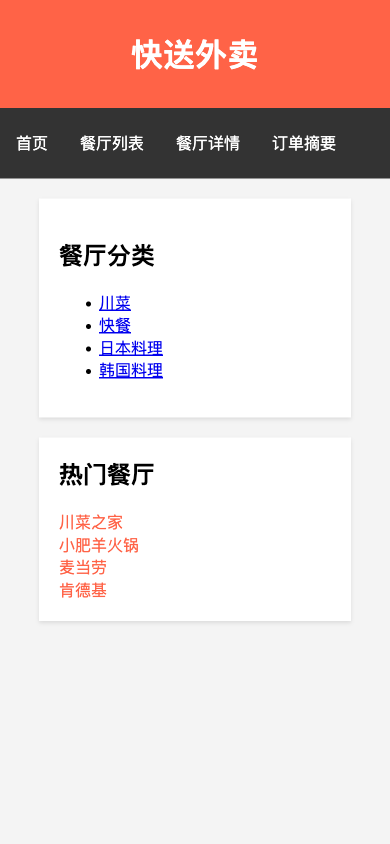 快送外卖
首页 餐厅列表 餐厅详情 订单摘要
餐厅分类
川菜
快餐
日本料理
韩国料理
热门餐厅
川菜之家
小肥羊火锅
麦当劳
肯德基